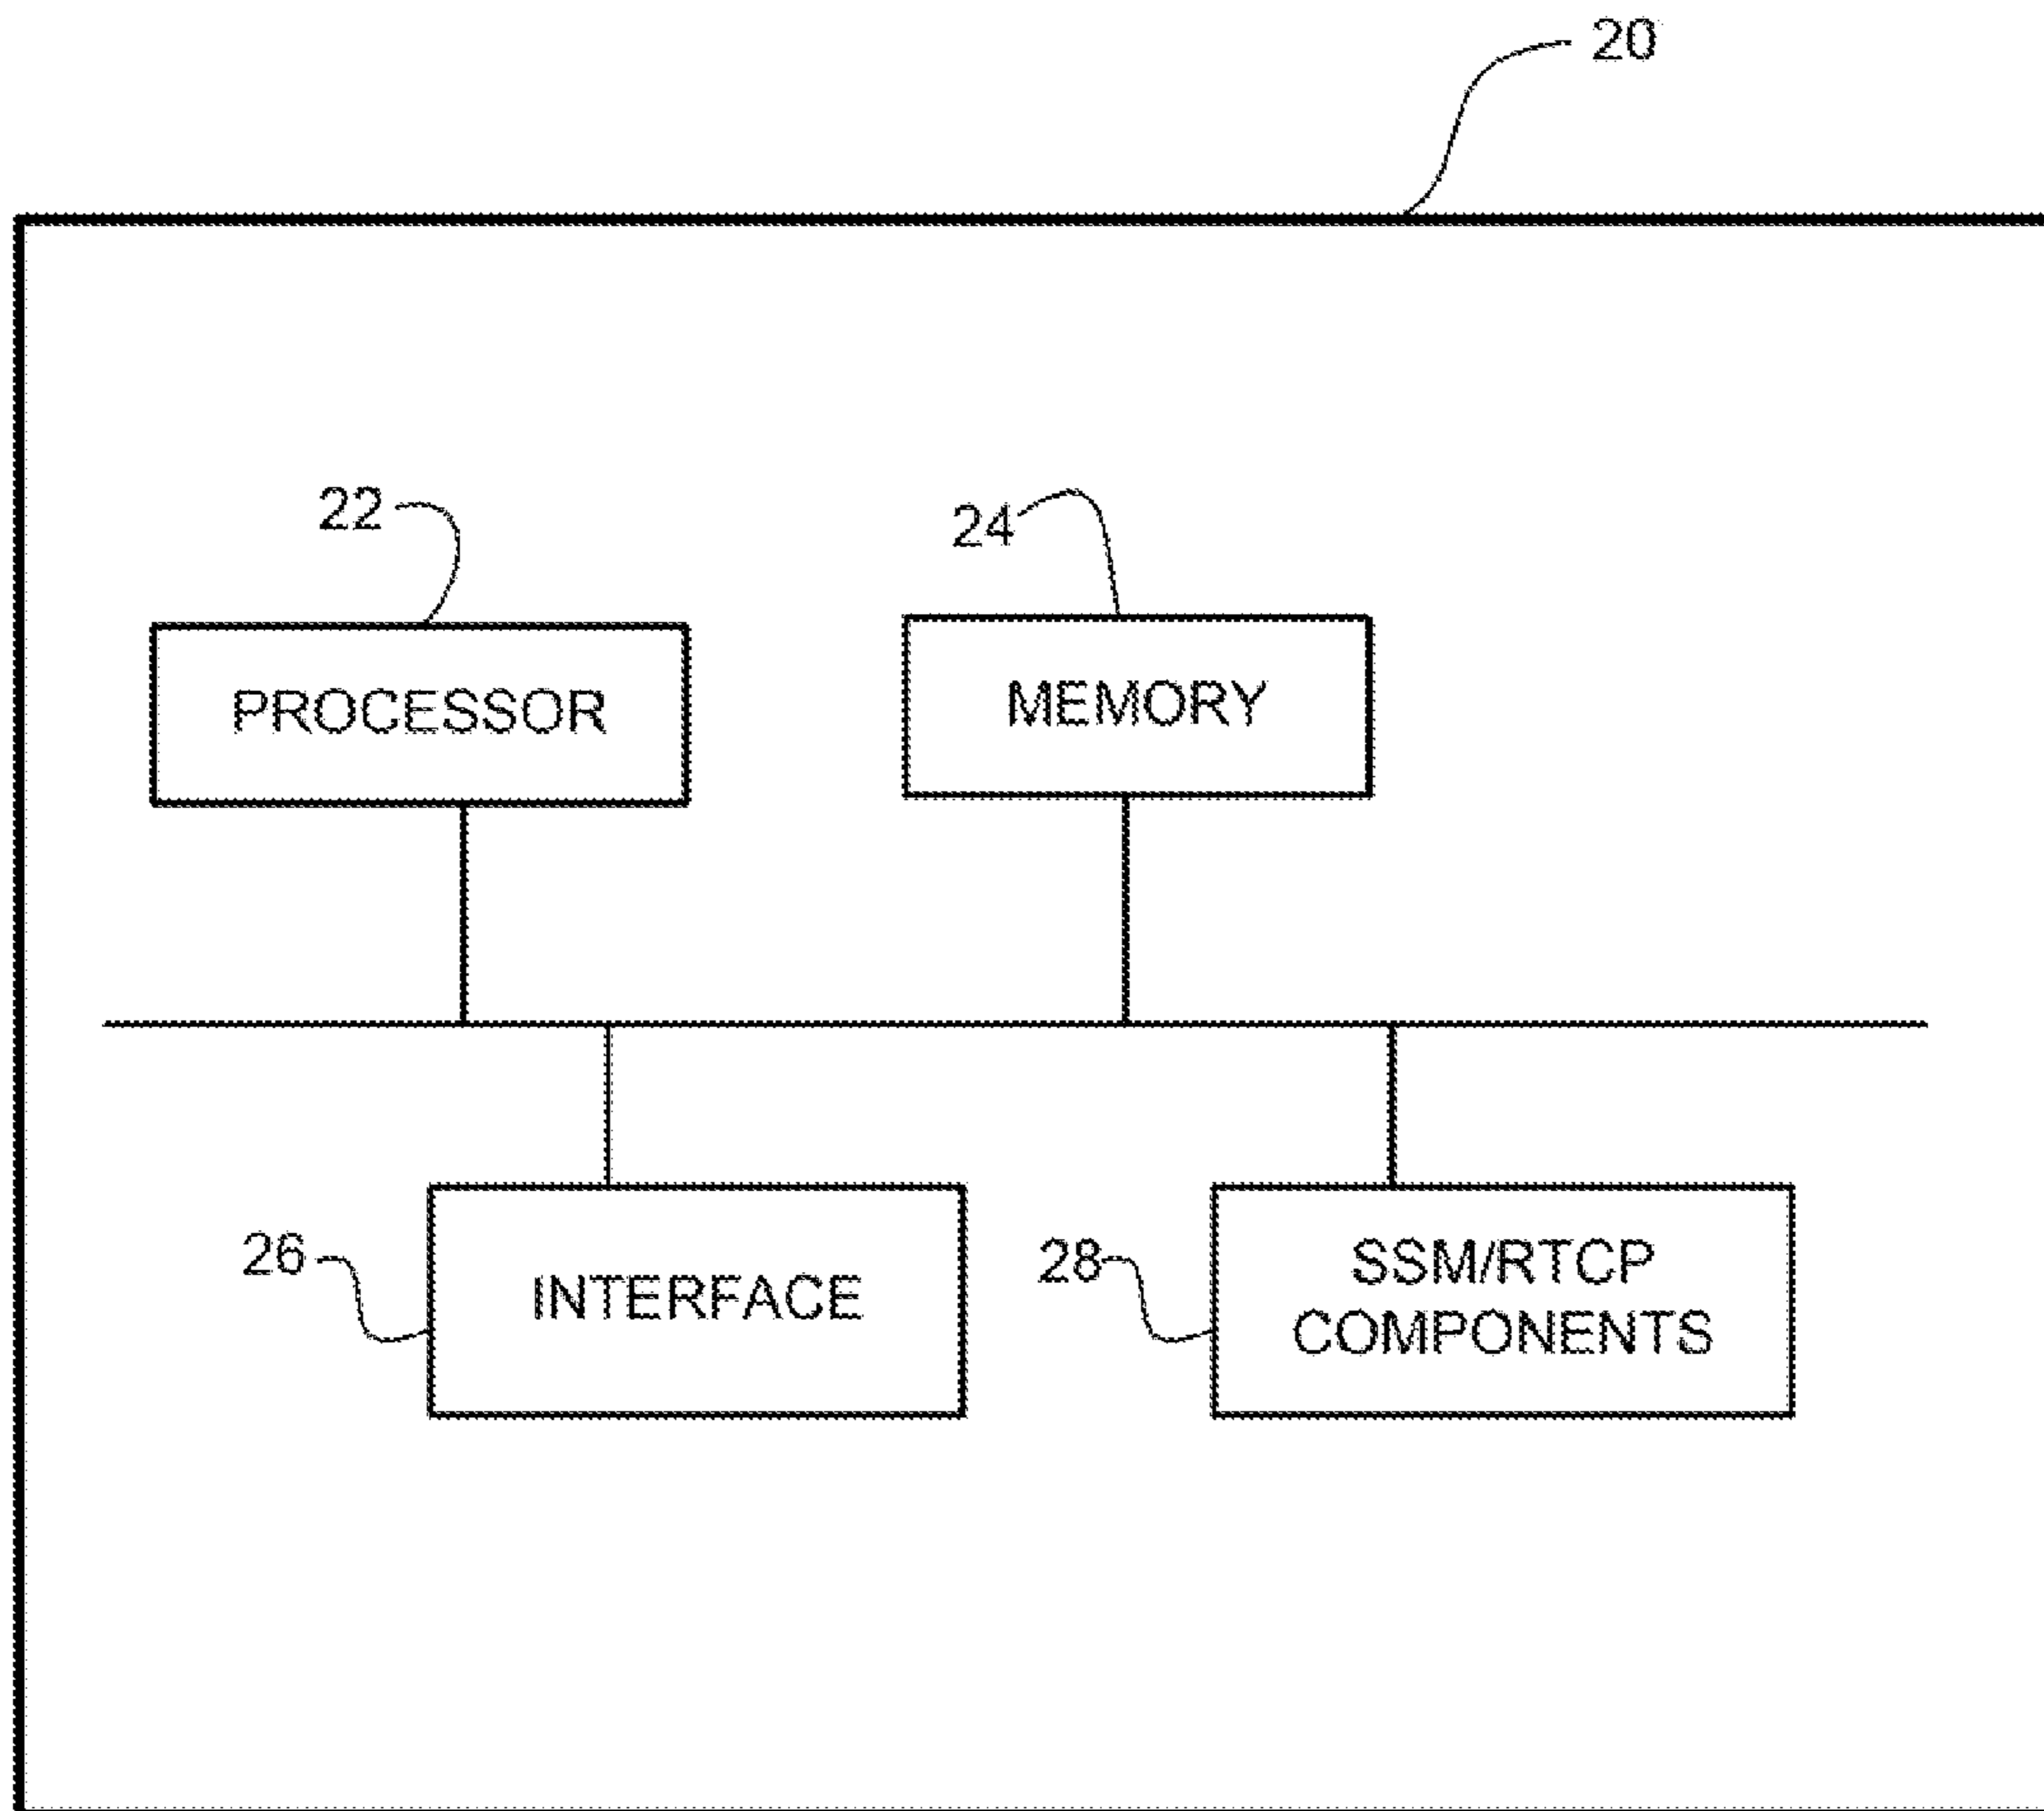 20
22
24
PROCESSOR
MEMORY
26
INTERFACE
28
SSM/RTCP
COMPONENTS